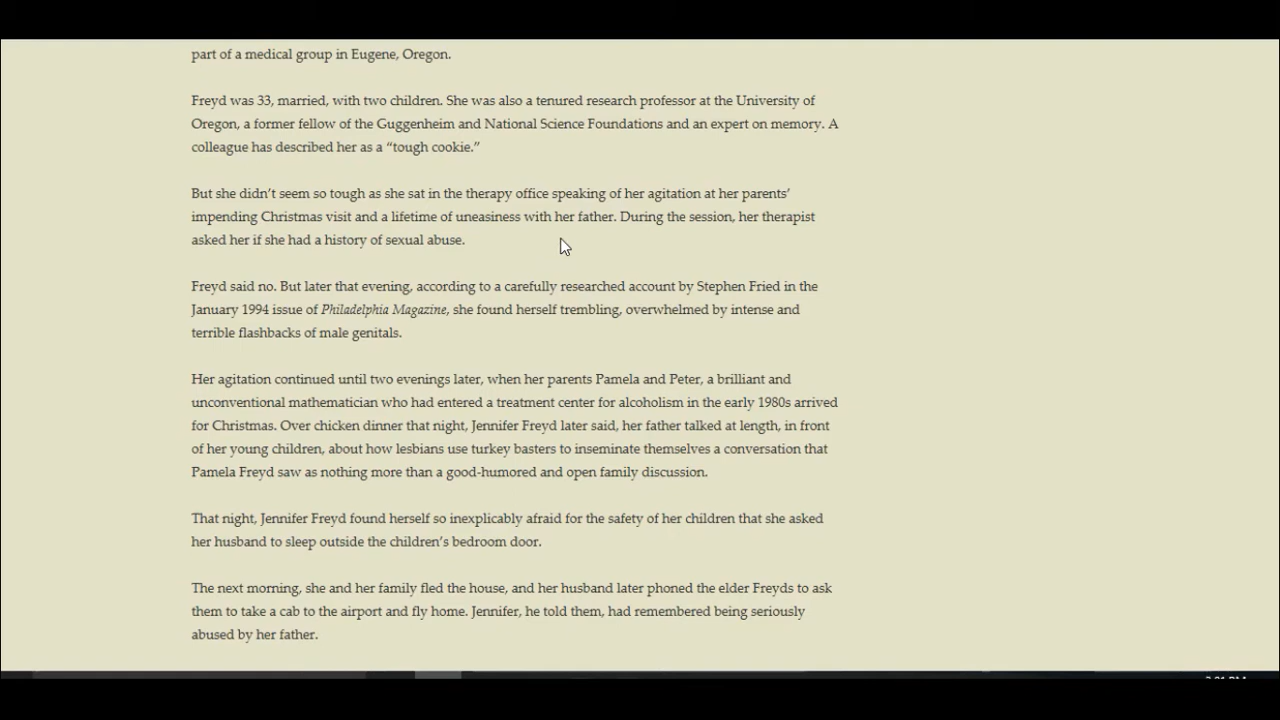 part of a medical group in Eugene, Oregon.
Freyd was 33, married, with two children. She was also a tenured research professor at the University of
Oregon, a former fellow of the Guggenheim and National Science Foundations and an expert on memory. A
colleague has described her as a “tough cookie.”
But she didn’t seem so tough as she sat in the therapy office speaking of her agitation at her parents’
impending Christmas visit and a lifetime of uneasiness with her father. During the session, her therapist
asked her if she had a history of sexual abuse.
Freyd said no. But later that evening, according to a carefully researched account by Stephen Fried in the
January 1994 issue of Philadelphia Magazine, she found herself trembling, overwhelmed by intense and
terrible flashbacks of male genitals.
Her agitation continued until two evenings later, when her parents Pamela and Peter, a brilliant and
unconventional mathematician who had entered a treatment center for alcoholism in the early 1980s arrived
for Christmas. Over chicken dinner that night, Jennifer Freyd later said, her father talked at length, in front
of her young children, about how lesbians use turkey basters to inseminate themselves a conversation that
Pamela Freyd saw as nothing more than a good-humored and open family discussion.
That night, Jennifer Freyd found herself so inexplicably afraid for the safety of her children that she asked
her husband to sleep outside the children’s bedroom door.
The next morning, she and her family fled the house, and her husband later phoned the elder Freyds to ask
them to take a cab to the airport and fly home. Jennifer, he told them, had remembered being seriously
abused by her father.